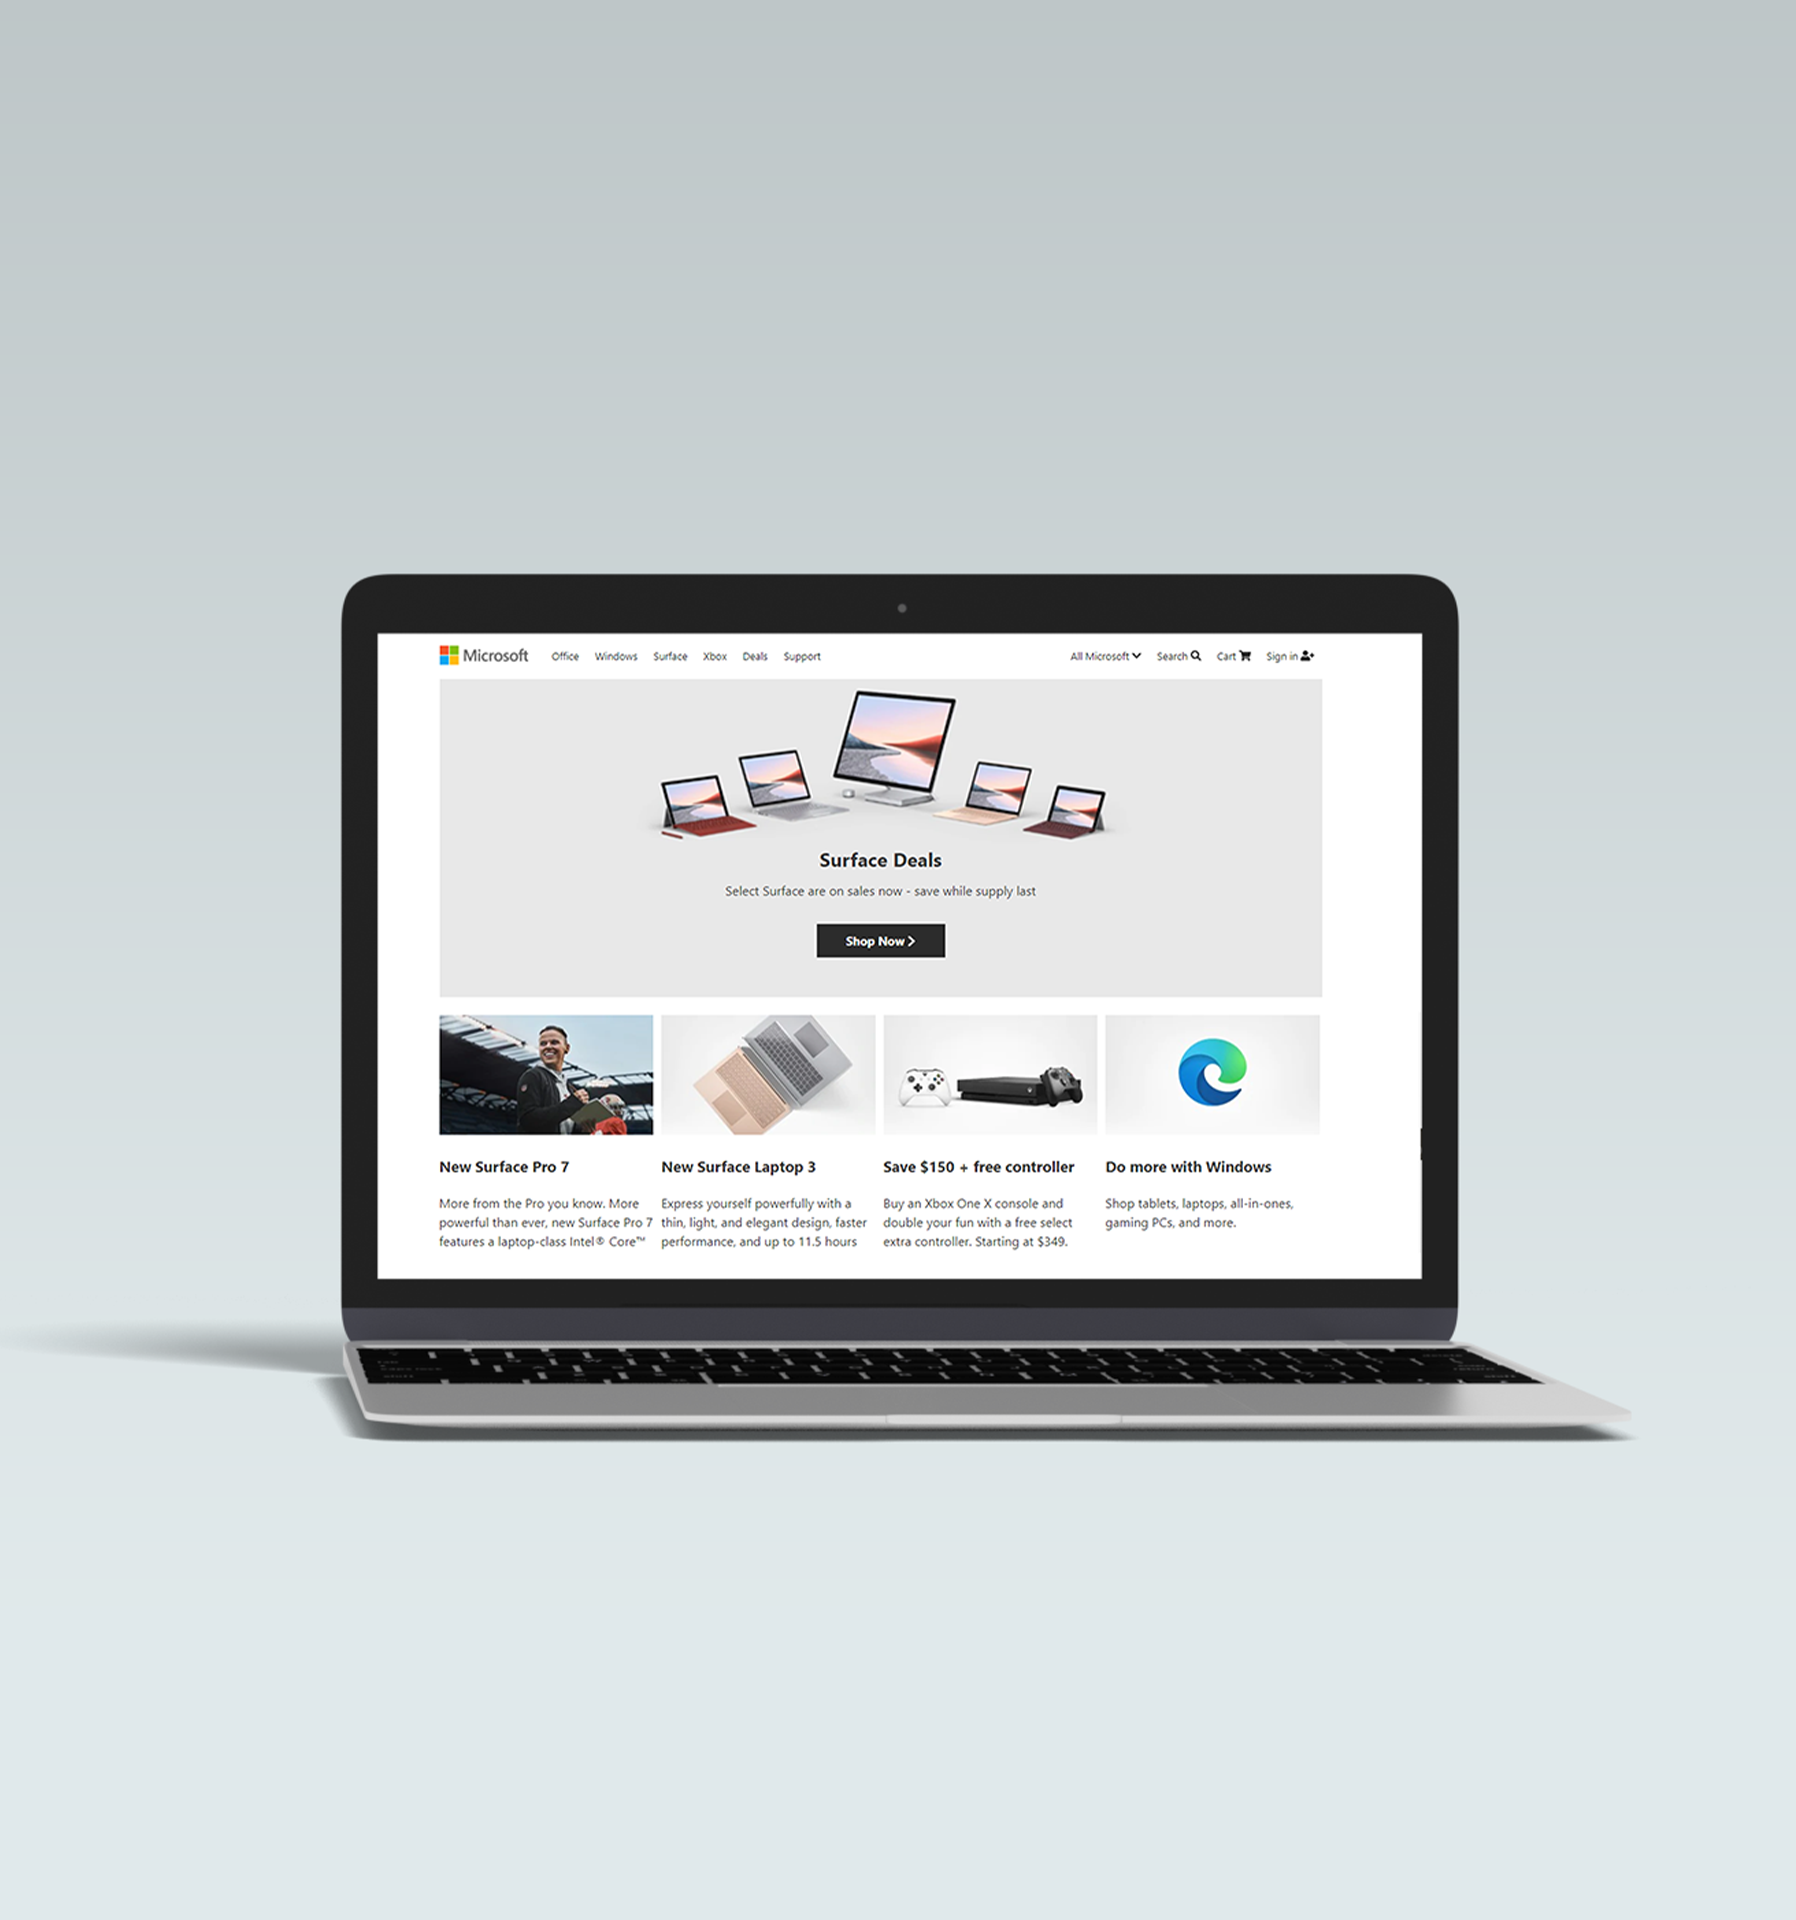 Microsoft Office Windows Surface Xbox Deals Support All Microsoft Search Cart Sign in
Surface Deals
Select Surface are on sales now - save while supply last
Shop Now
New Surface Pro 7
More from the Pro you know. More
powerful than ever, new Surface Pro 7
features a laptop-class Intel® Core™
New Surface Laptop 3
Express yourself powerfully with a
thin, light, and elegant design, faster
performance, and up to 11.5 hours
Save $150 + free controller
Buy an Xbox One X console and
double your fun with a free select
extra controller. Starting at $349.
Do more with Windows
Shop tablets, laptops, all-in-ones,
gaming PCs, and more.